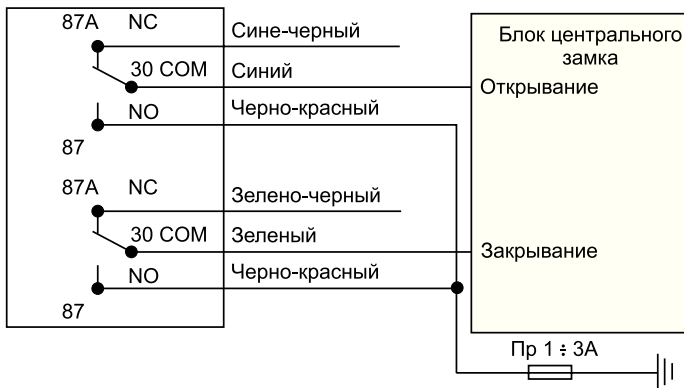 87A NC
Сине-черный
30 COM
Синий
NO
Черно-красный
87
87A NC
Зелено-черный
30 COM
Зеленый
NO
Черно-красный
87
Блок центрального
замка
Открывание
Закрывание
Пр 1 ÷ 3А